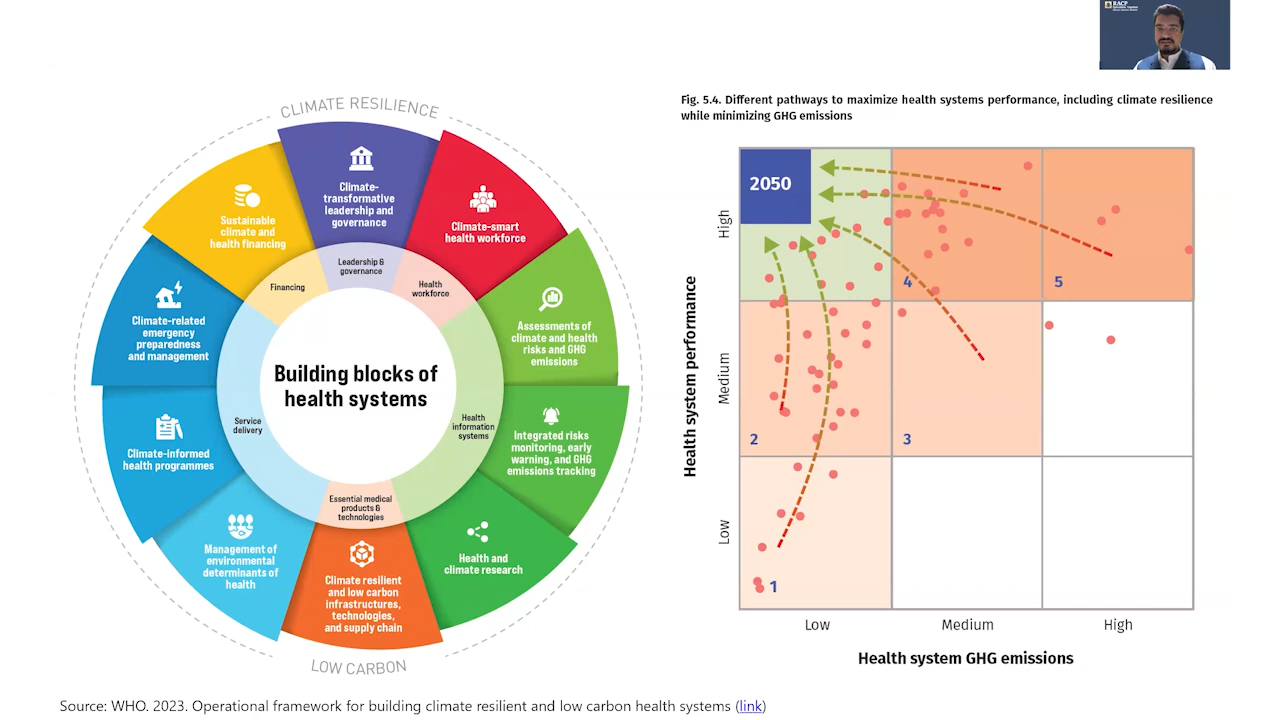 RACP
Fig. 5.4. Different pathways to maximize health systems performance, including climate resilience
while minimizing GHG emissions
CLIMATE RESILIENCE
Climate-
transformative
leadership and
governance
Climate-smart
health workforce
Assessments of
climate and health
risks and GHG
emissions
Integrated risks
monitoring, early
warning, and GHG
emissions tracking
Health and
climate research
Climate resilient
and low carbon
infrastructures,
technologies,
and supply chain
Management of
environmental
determinants of
health
Climate-informed
health programmes
Climate-related
emergency
preparedness
and management
Sustainable
climate and
health financing
Leadership &
governance
Health
workforce
Health
information
systems
Essential medical
products &
technologies
Service
delivery
Financing
Building blocks of
health systems
LOW CARBON
Health system performance
High
Medium
Low
2050
4
5
2
3
1
Low
Medium
High
Health system GHG emissions
Source: WHO. 2023. Operational framework for building climate resilient and low carbon health systems (link)